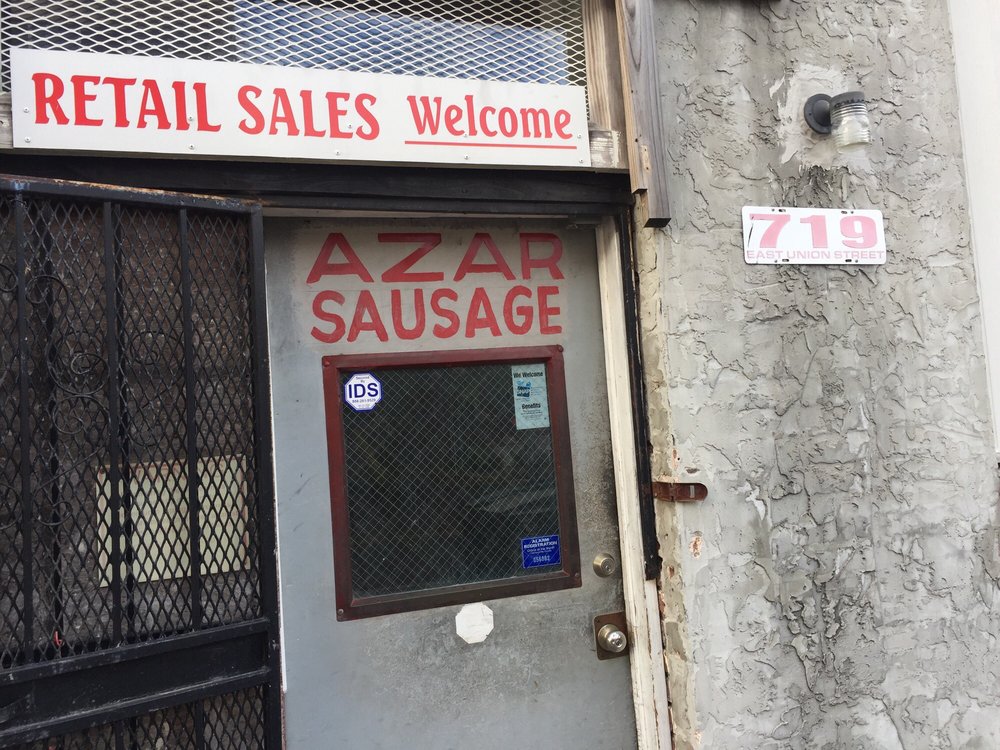 RETAIL SALES Welcome
AZAR
SAUSAGE
719
EAST UNION STREET
IDS
We Welcome
Benefits
ALARM
REGISTRATION